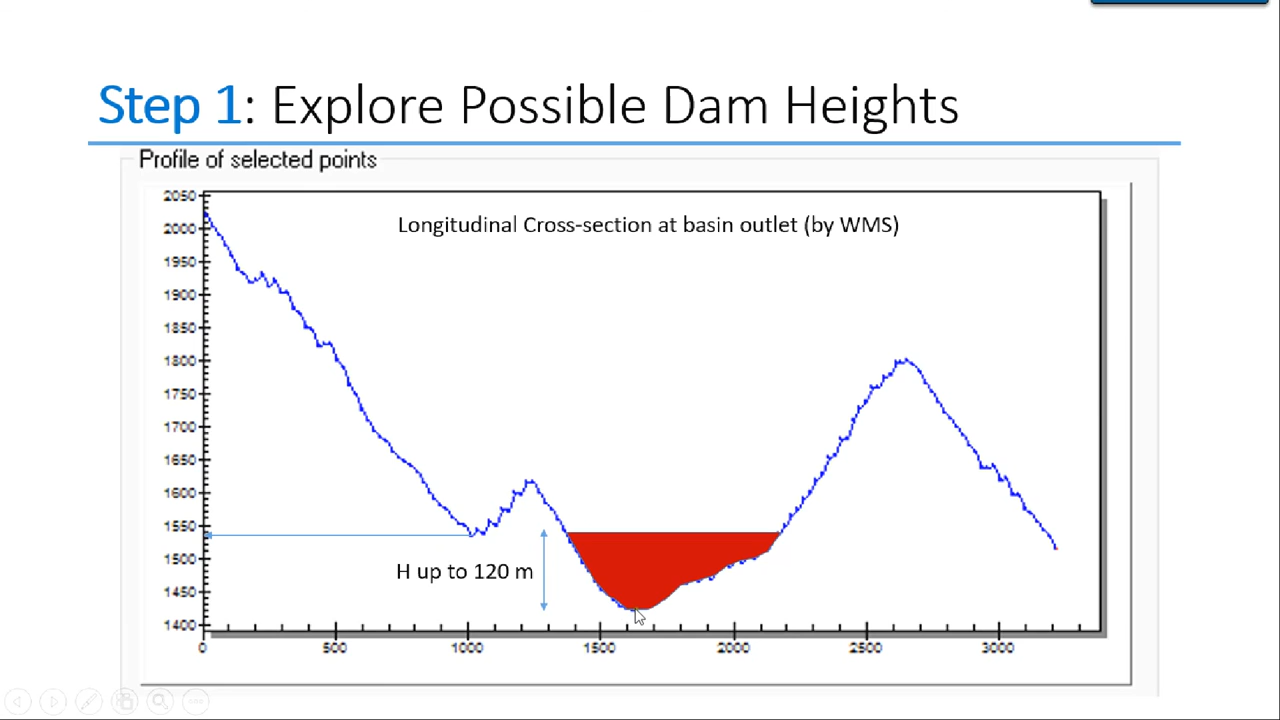 Step 1: Explore Possible Dam Heights
Profile of selected points
Longitudinal Cross-section at basin outlet (by WMS)
2050
2000
1950
1900
1850
1800
1750
1700
1650
1600
1550
1500
1450
1400
H up to 120 m
0 500 1000 1500 2000 2500 3000